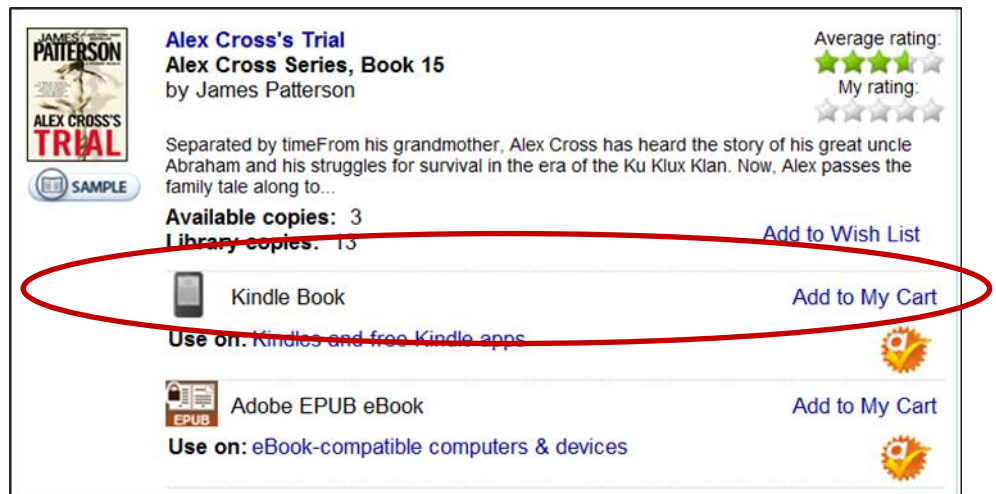 JAMES
PATTERSON
ALEX CROSS'S
TRIAL
SAMPLE
Alex Cross's Trial
Alex Cross Series, Book 15
by James Patterson
Average rating:
My rating:
Separated by timeFrom his grandmother, Alex Cross has heard the story of his great uncle
Abraham and his struggles for survival in the era of the Ku Klux Klan. Now, Alex passes the
family tale along to...
Available copies: 3
Library copies: 13
Add to Wish List
Kindle Book
Add to My Cart
Use on: Kindles and free Kindle apps
a
EPUB
Adobe EPUB eBook
Add to My Cart
Use on: eBook-compatible computers & devices
a